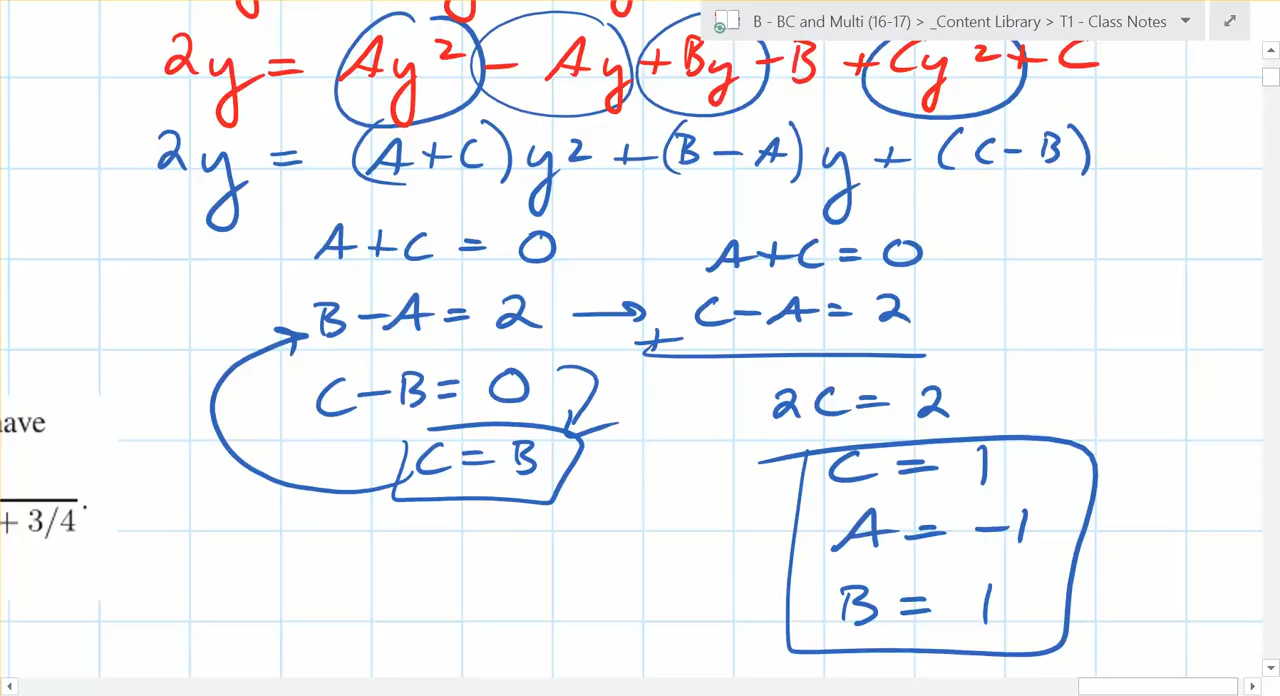 B - BC and Multi (16-17) > _Content Library > T1 - Class Notes
2y = Ay² - Ay + By - B + Cy² + C
2y = (A+C)y² + (B-A)y + (C-B)
A+C = 0
A+C = 0
B-A = 2 → C-A = 2
+
C-B = 0
2C = 2
C = B
C = 1
A = -1
B = 1
ave
+ 3/4.